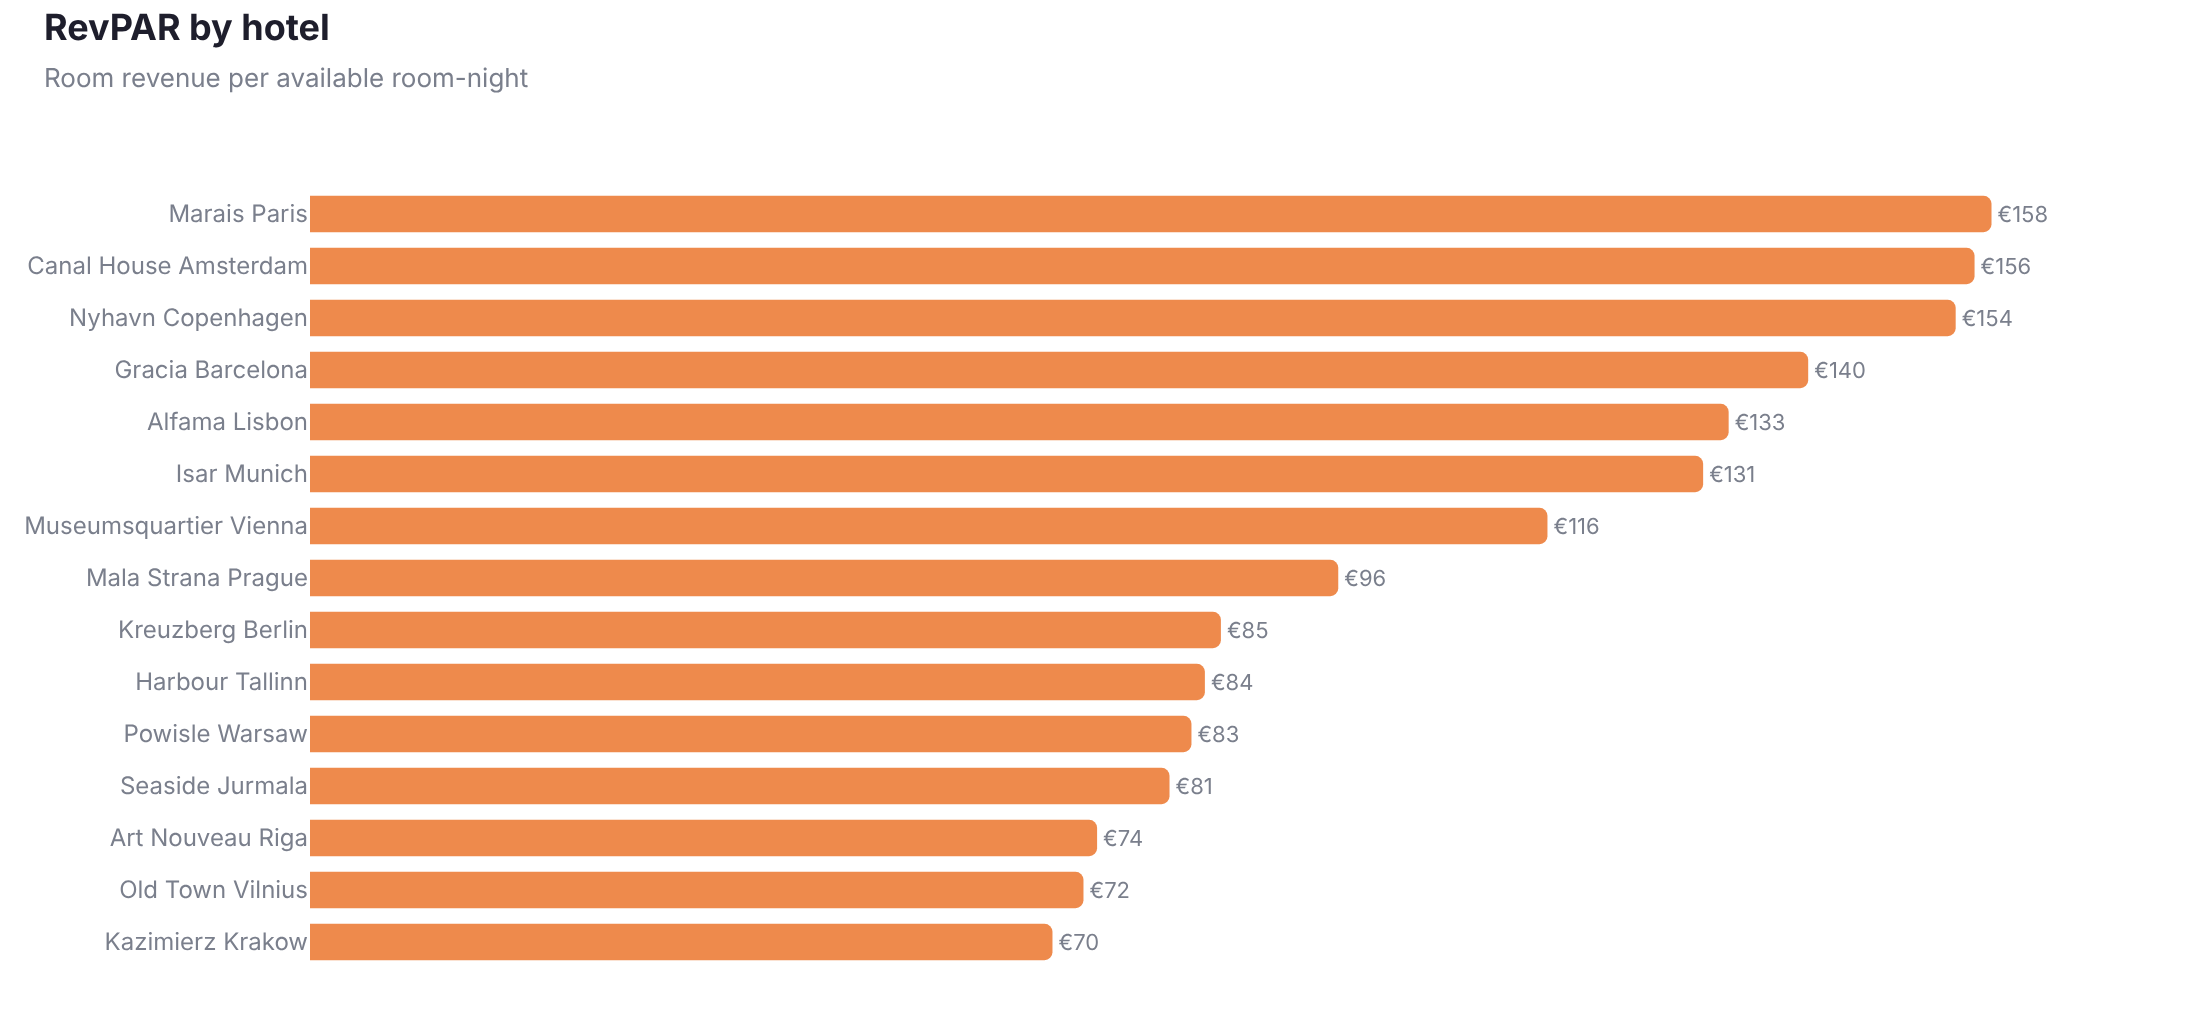 RevPAR by hotel
Room revenue per available room-night
Marais Paris €158
Canal House Amsterdam €156
Nyhavn Copenhagen €154
Gracia Barcelona €140
Alfama Lisbon €133
Isar Munich €131
Museumsquartier Vienna €116
Mala Strana Prague €96
Kreuzberg Berlin €85
Harbour Tallinn €84
Powisle Warsaw €83
Seaside Jurmala €81
Art Nouveau Riga €74
Old Town Vilnius €72
Kazimierz Krakow €70